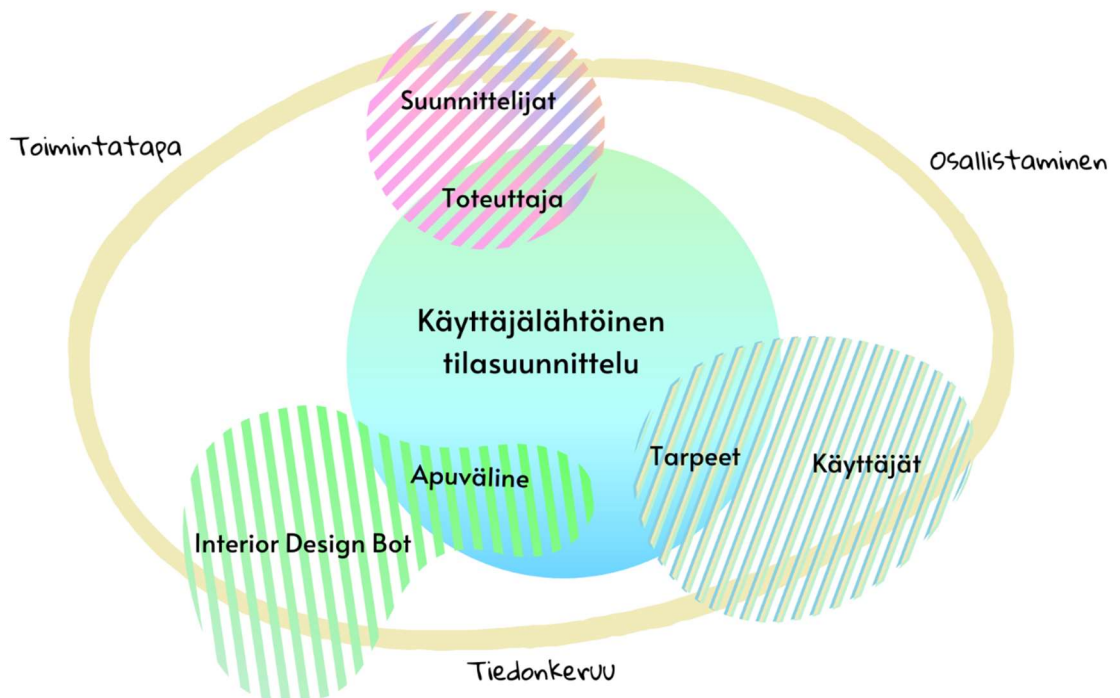 Suunnittelijat
Toimintatapa
Osallistaminen
Toteuttaja
Käyttäjälähtöinen
tilasuunnittelu
Tarpeet
Käyttäjät
Apuväline
Interior Design Bot
Tiedonkeruu